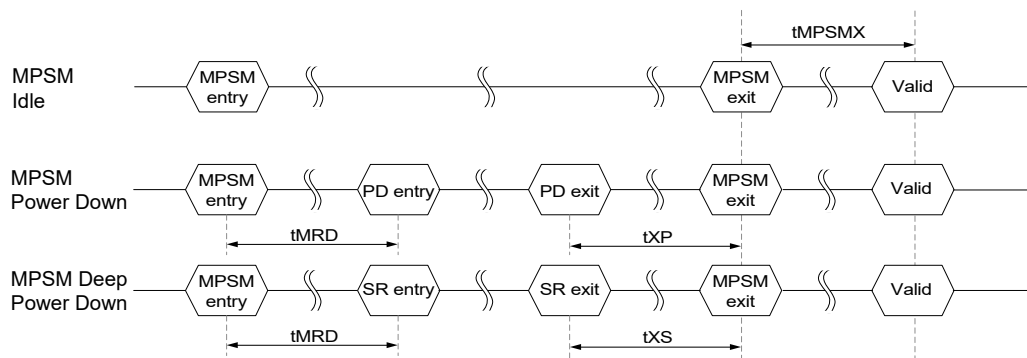 tMPSMX
MPSM
Idle
MPSM
entry
MPSM
exit
Valid
MPSM
Power Down
MPSM
entry
PD entry
PD exit
MPSM
exit
Valid
tMRD
tXP
MPSM Deep
Power Down
MPSM
entry
SR entry
SR exit
MPSM
exit
Valid
tMRD
tXS